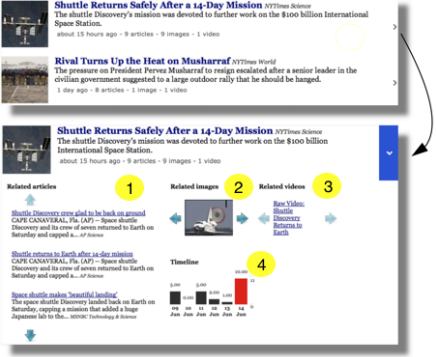 Shuttle Returns Safely After a 14-Day Mission NYTimes Science
The shuttle Discovery's mission was devoted to further work on the $100 billion International
Space Station.
about 15 hours ago - 9 articles - 9 images - 1 video
Rival Turns Up the Heat on Musharraf NYTimes World
The pressure on President Pervez Musharraf to resign escalated after a senior leader in the
civilian government suggested to a large outdoor rally that he should be hanged.
1 day ago - 8 articles - 1 image - 1 video
Shuttle Returns Safely After a 14-Day Mission NYTimes Science
The shuttle Discovery's mission was devoted to further work on the $100 billion
International Space Station.
about 15 hours ago - 9 articles - 9 images - 1 video
Related articles
1
Related images
2
Related videos
3
Shuttle Discovery crew glad to be back on ground
CAPE CANAVERAL, Fla. (AP) — Space shuttle
Discovery and its crew of seven returned to Earth on
Saturday and capped a... AP Science
Shuttle returns to Earth after 14-day mission
CAPE CANAVERAL, Fla. (AP) — Space shuttle
Discovery and its crew of seven returned to Earth on
Saturday and capped a... AP Science
Space shuttle makes 'beautiful landing'
The space shuttle Discovery landed back on Earth on
Saturday, capping a mission that added a huge
Japanese lab to the... MSNBC Technology & Science
Raw Video:
Shuttle
Discovery
Returns to
Earth
Timeline
4
5.00
0.00
5.00
10.00
0
09
Jun
10
Jun
11
Jun
12
Jun
13
Jun
14
Jun